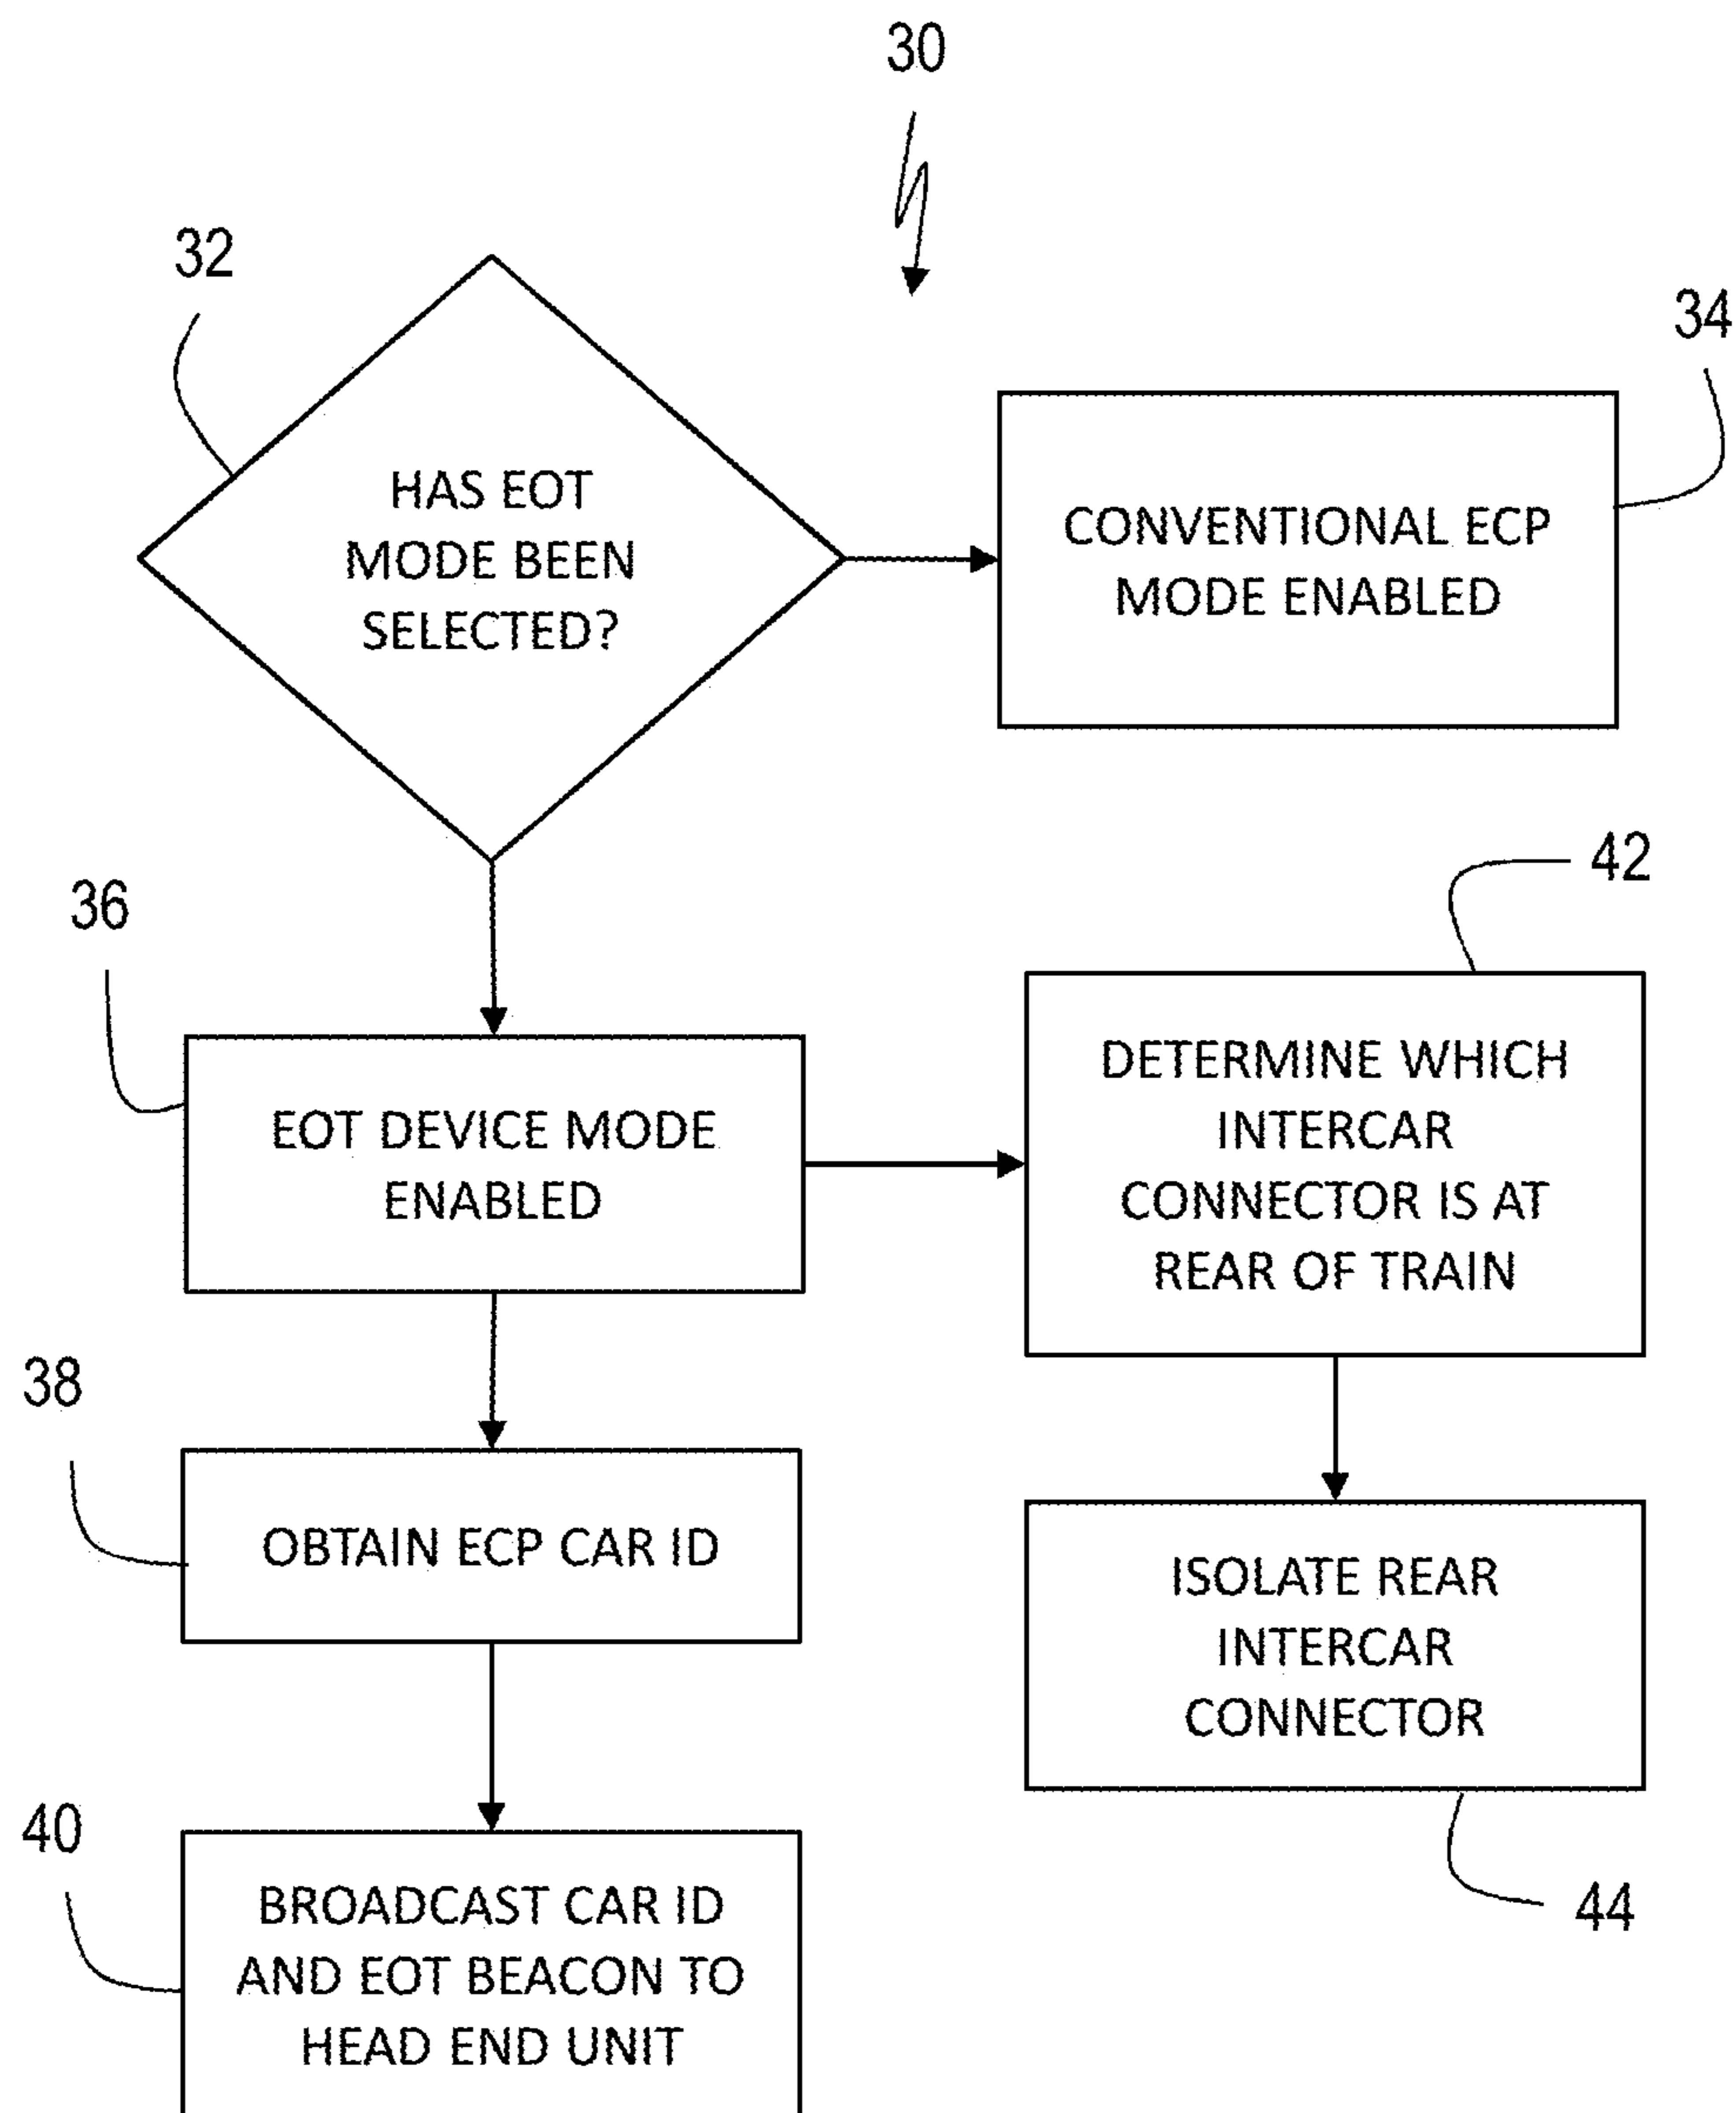 30
32
HAS EOT
MODE BEEN
SELECTED?
34
CONVENTIONAL ECP
MODE ENABLED
36
EOT DEVICE MODE
ENABLED
42
DETERMINE WHICH
INTERCAR
CONNECTOR IS AT
REAR OF TRAIN
38
OBTAIN ECP CAR ID
ISOLATE REAR
INTERCAR
CONNECTOR
44
40
BROADCAST CAR ID
AND EOT BEACON TO
HEAD END UNIT